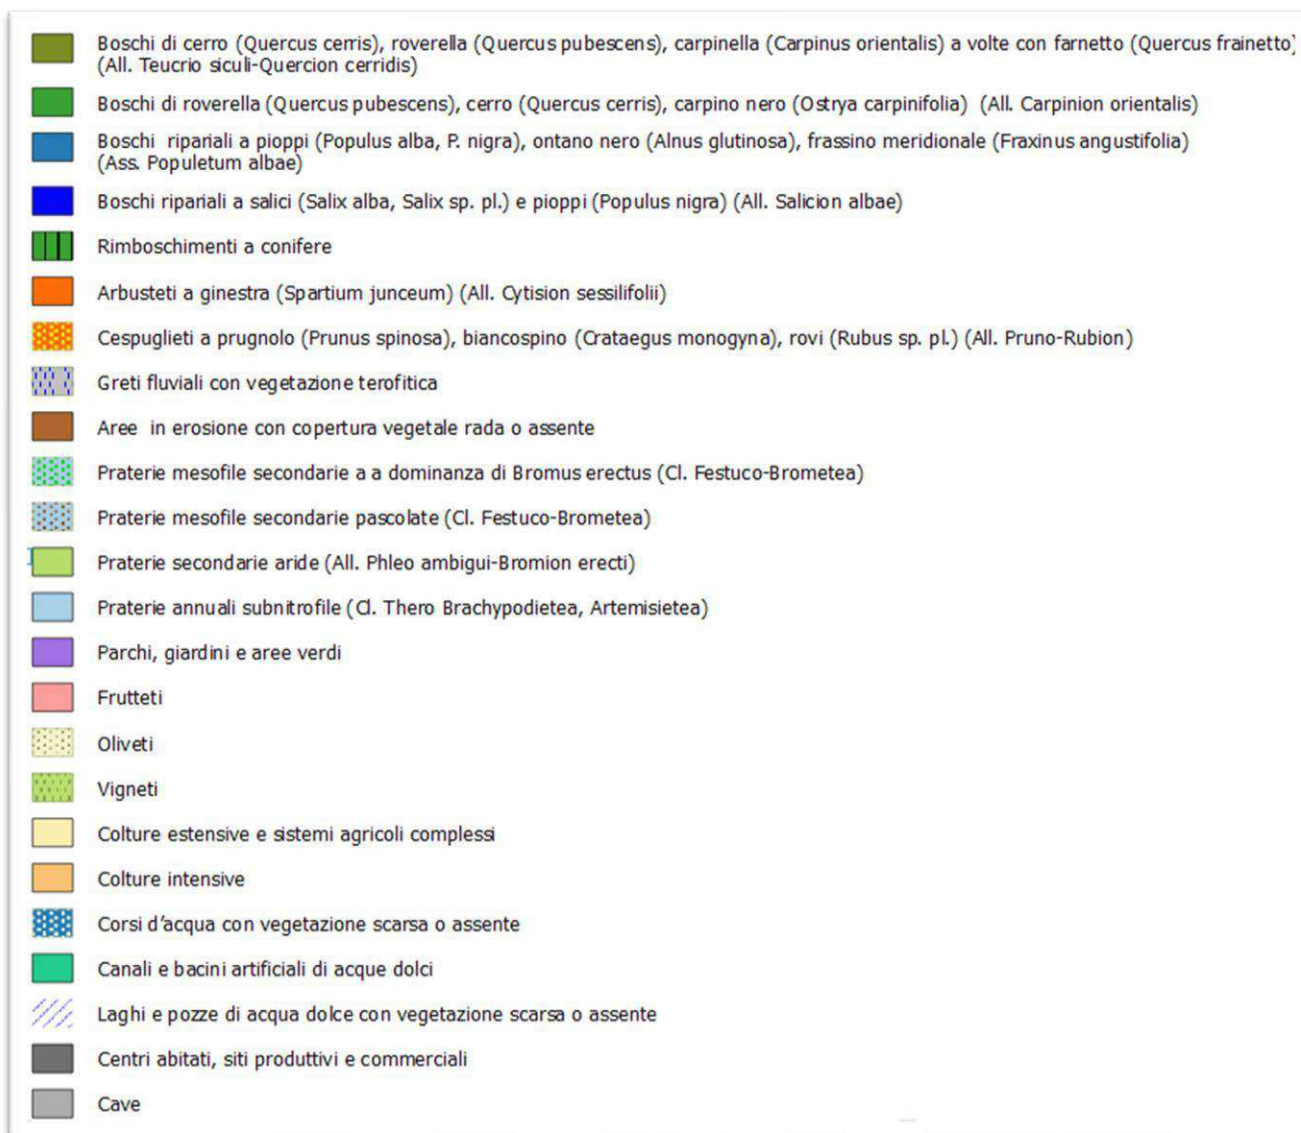 Boschi di cerro (Quercus cerris), roverella (Quercus pubescens), carpinella (Carpinus orientalis) a volte con farnetto (Quercus frainetto)
(All. Teucrio siculi-Quercion cerridis)
Boschi di roverella (Quercus pubescens), cerro (Quercus cerris), carpino nero (Ostrya carpinifolia) (All. Carpinion orientalis)
Boschi ripariali a pioppi (Populus alba, P. nigra), ontano nero (Alnus glutinosa), frassino meridionale (Fraxinus angustifolia)
(Ass. Populetum albae)
Boschi ripariali a salici (Salix alba, Salix sp. pl.) e pioppi (Populus nigra) (All. Salicion albae)
Rimboschimenti a conifere
Arbusteti a ginestra (Spartium junceum) (All. Cytision sessilifolii)
Cespuglieti a prugnolo (Prunus spinosa), biancospino (Crataegus monogyna), rovi (Rubus sp. pl.) (All. Pruno-Rubion)
Greti fluviali con vegetazione terofitica
Aree in erosione con copertura vegetale rada o assente
Praterie mesofile secondarie a a dominanza di Bromus erectus (Cl. Festuco-Brometea)
Praterie mesofile secondarie pascolate (Cl. Festuco-Brometea)
Praterie secondarie aride (All. Phleo ambigui-Bromion erecti)
Praterie annuali subnitrofile (Cl. Thero Brachypodietea, Artemisietea)
Parchi, giardini e aree verdi
Frutteti
Oliveti
Vigneti
Colture estensive e sistemi agricoli complessi
Colture intensive
Corsi d'acqua con vegetazione scarsa o assente
Canali e bacini artificiali di acque dolci
Laghi e pozze di acqua dolce con vegetazione scarsa o assente
Centri abitati, siti produttivi e commerciali
Cave